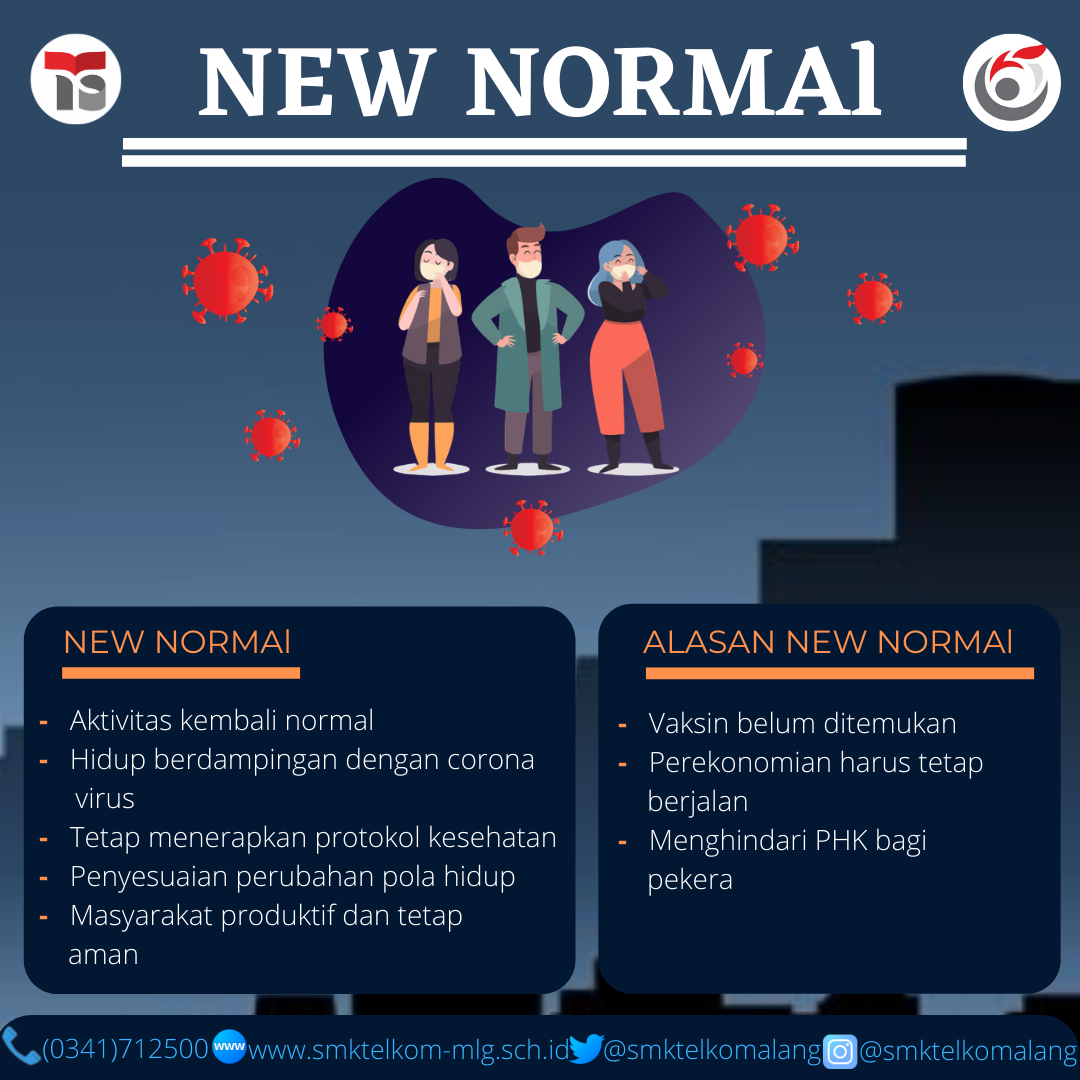 NEW NORMAl
NEW NORMAl
- Aktivitas kembali normal
- Hidup berdampingan dengan corona
virus
- Tetap menerapkan protokol kesehatan
- Penyesuaian perubahan pola hidup
- Masyarakat produktif dan tetap
aman
ALASAN NEW NORMAl
- Vaksin belum ditemukan
- Perekonomian harus tetap
berjalan
- Menghindari PHK bagi
pekera
(0341)712500 www www.smktelkom-mlg.sch.id @smktelkomalang @smktelkomalang